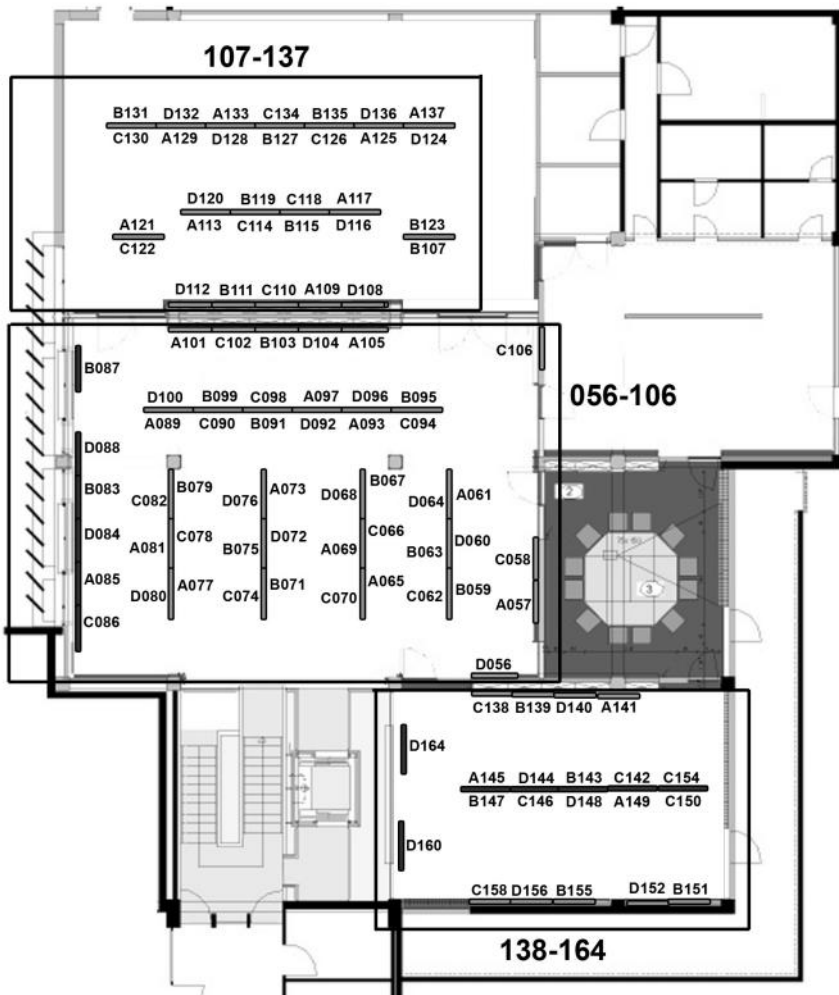 107-137
B131 D132 A133 C134 B135 D136 A137
C130 A129 D128 B127 C126 A125 D124
D120 B119 C118 A117
A113 C114 B115 D116
A121
C122
B123
B107
D112 B111 C110 A109 D108
A101 C102 B103 D104 A105
C106
B087
056-106
D100 B099 C098 A097 D096 B095
A089 C090 B091 D092 A093 C094
D088
B083
D084
A085
C086
C082 B079
A081 C078
D080 A077
D076 A073
B075 D072
C074 B071
D068 B067
A069 C066
C070 A065
D064 A061
B063 D060
C062 B059
C058
A057
2
3
D056
C138 B139 D140 A141
D164
A145 D144 B143 C142 C154
B147 C146 D148 A149 C150
D160
C158 D156 B155 D152 B151
138-164